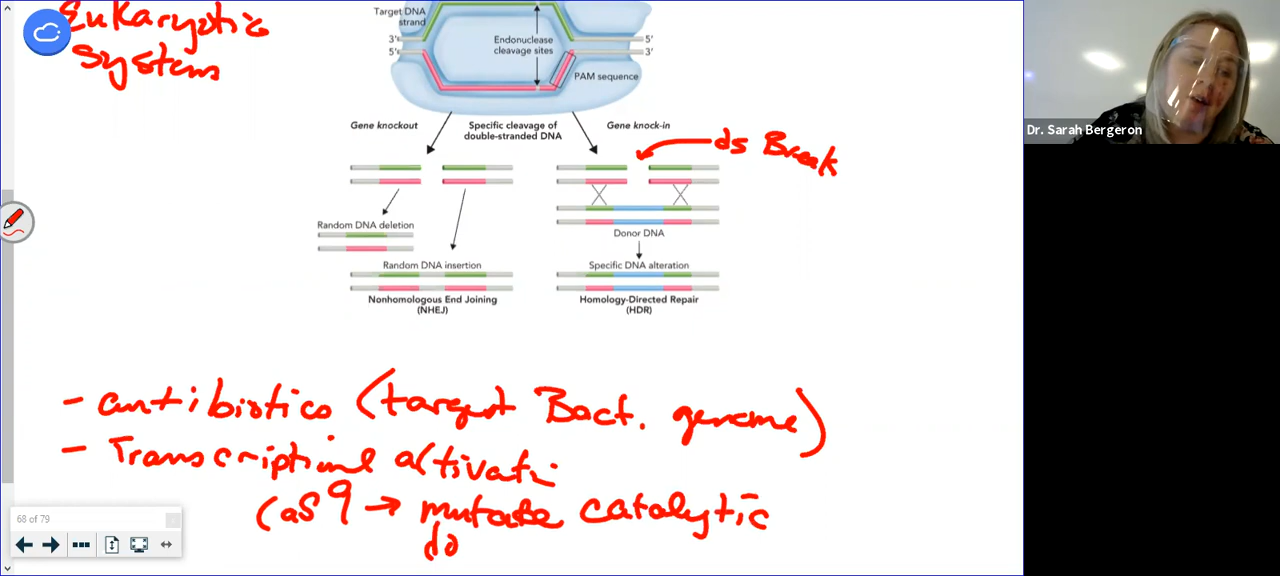 Eukaryotic
System
Target DNA
strand
3'
5'
5'
3'
Endonuclease
cleavage sites
PAM sequence
Gene knockout
Specific cleavage of
double-stranded DNA
Gene knock-in
ds Break
Random DNA deletion
Donor DNA
Random DNA insertion
Specific DNA alteration
Nonhomologous End Joining
(NHEJ)
Homology-Directed Repair
(HDR)
- antibiotics (target Bact. genome)
- Transcriptional activati
Cas9 → mutate catalytic
do
68 of 79
Dr. Sarah Bergeron